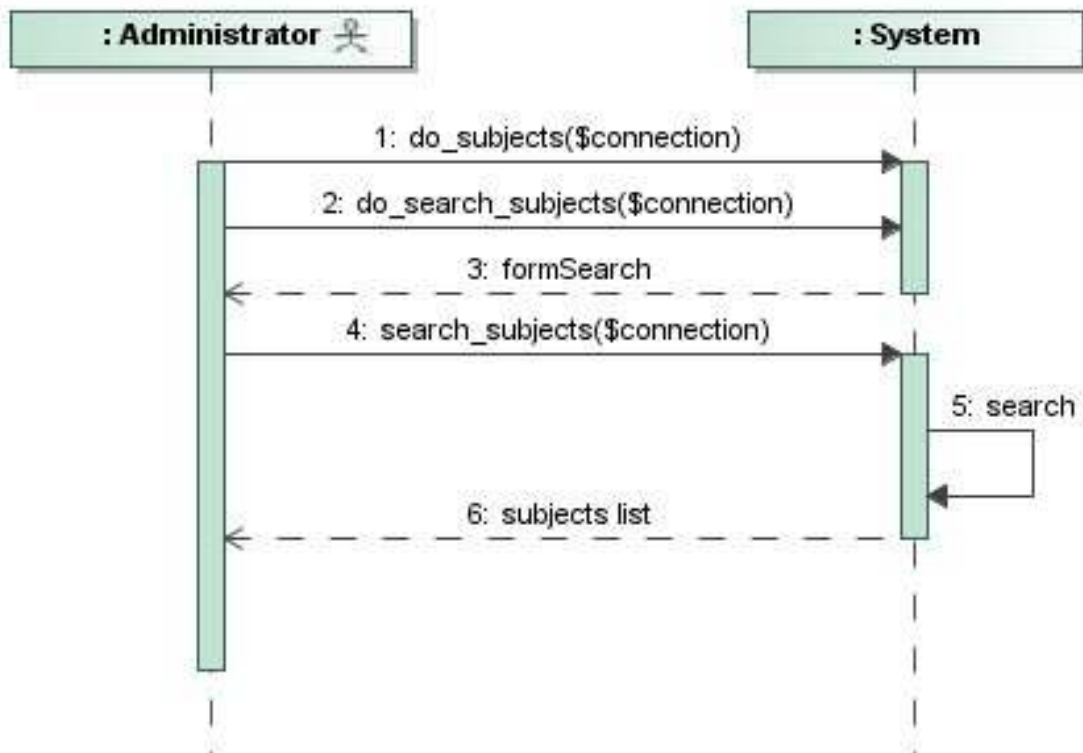 : Administrator
: System
1: do_subjects($connection)
2: do_search_subjects($connection)
3: formSearch
4: search_subjects($connection)
5: search
6: subjects list